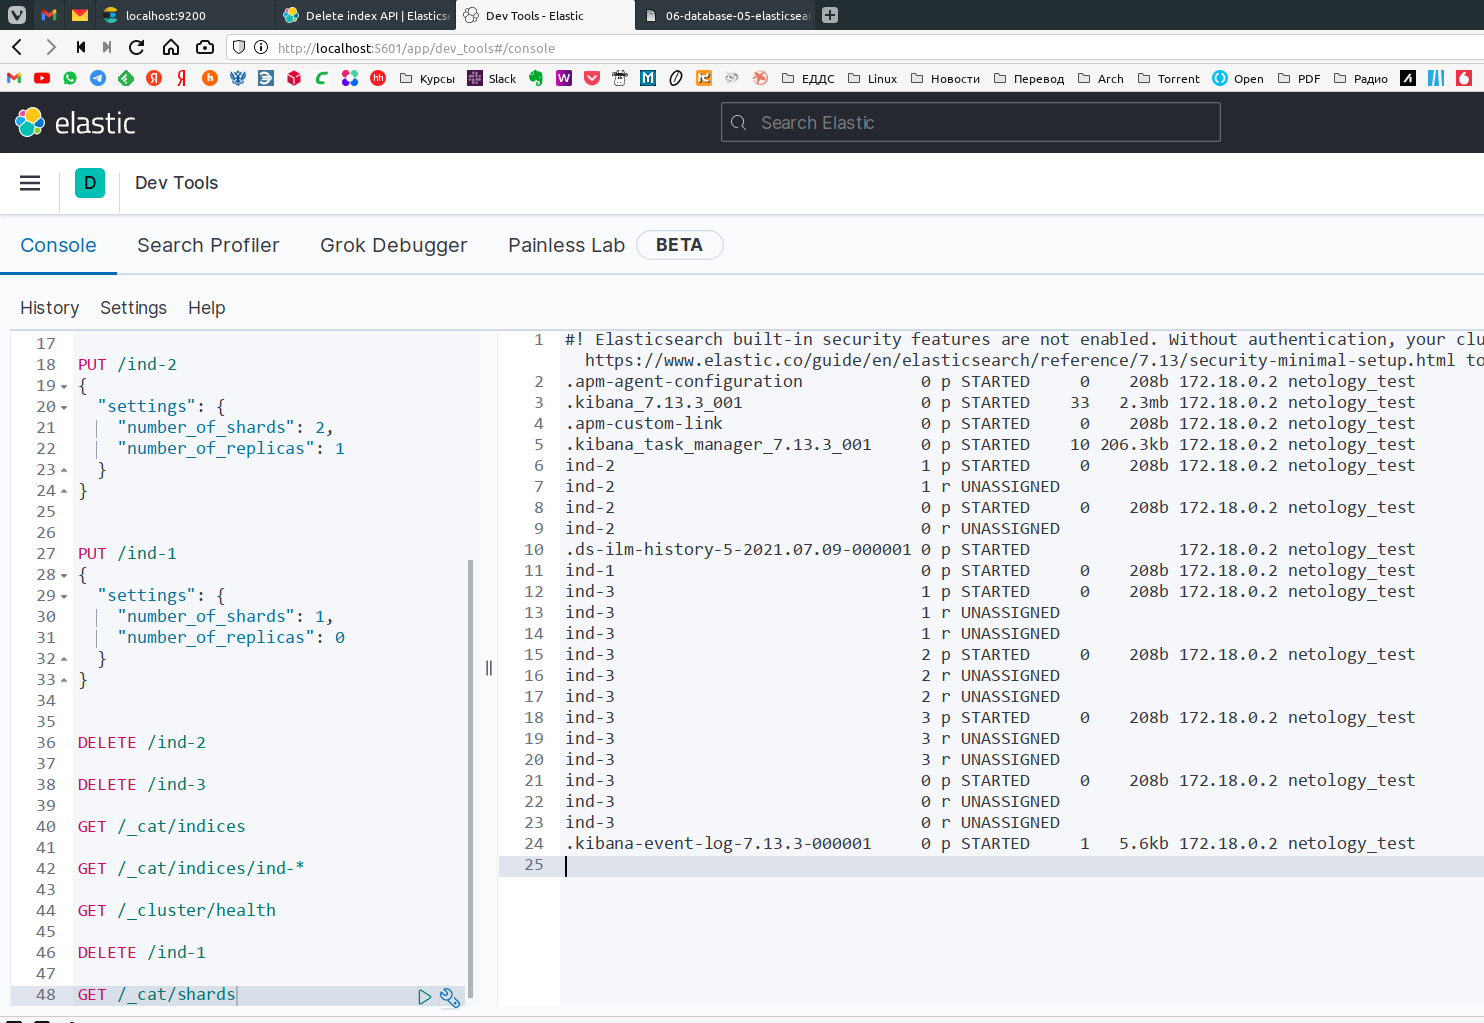 localhost:9200
Delete index API | Elastics
Dev Tools - Elastic
06-database-05-elasticsea
http://localhost:5601/app/dev_tools#/console
Курсы
Slack
ЕДДС
Linux
Новости
Перевод
Arch
Torrent
Open
PDF
Радио
elastic
Search Elastic
D
Dev Tools
Console
Search Profiler
Grok Debugger
Painless Lab
BETA
History
Settings
Help
17
18 PUT /ind-2
19 {
20 "settings": {
21 "number_of_shards": 2,
22 "number_of_replicas": 1
23 }
24 }
25
26
27 PUT /ind-1
28 {
29 "settings": {
30 "number_of_shards": 1,
31 "number_of_replicas": 0
32 }
33 }
34
35
36 DELETE /ind-2
37
38 DELETE /ind-3
39
40 GET /_cat/indices
41
42 GET /_cat/indices/ind-*
43
44 GET /_cluster/health
45
46 DELETE /ind-1
47
48 GET /_cat/shards
1 #! Elasticsearch built-in security features are not enabled. Without authentication, your clu
https://www.elastic.co/guide/en/elasticsearch/reference/7.13/security-minimal-setup.html to
2 .apm-agent-configuration 0 p STARTED 0 208b 172.18.0.2 netology_test
3 .kibana_7.13.3_001 0 p STARTED 33 2.3mb 172.18.0.2 netology_test
4 .apm-custom-link 0 p STARTED 0 208b 172.18.0.2 netology_test
5 .kibana_task_manager_7.13.3_001 0 p STARTED 10 206.3kb 172.18.0.2 netology_test
6 ind-2 1 p STARTED 0 208b 172.18.0.2 netology_test
7 ind-2 1 r UNASSIGNED
8 ind-2 0 p STARTED 0 208b 172.18.0.2 netology_test
9 ind-2 0 r UNASSIGNED
10 .ds-ilm-history-5-2021.07.09-000001 0 p STARTED 172.18.0.2 netology_test
11 ind-1 0 p STARTED 0 208b 172.18.0.2 netology_test
12 ind-3 1 p STARTED 0 208b 172.18.0.2 netology_test
13 ind-3 1 r UNASSIGNED
14 ind-3 1 r UNASSIGNED
15 ind-3 2 p STARTED 0 208b 172.18.0.2 netology_test
16 ind-3 2 r UNASSIGNED
17 ind-3 2 r UNASSIGNED
18 ind-3 3 p STARTED 0 208b 172.18.0.2 netology_test
19 ind-3 3 r UNASSIGNED
20 ind-3 3 r UNASSIGNED
21 ind-3 0 p STARTED 0 208b 172.18.0.2 netology_test
22 ind-3 0 r UNASSIGNED
23 ind-3 0 r UNASSIGNED
24 .kibana-event-log-7.13.3-000001 0 p STARTED 1 5.6kb 172.18.0.2 netology_test
25